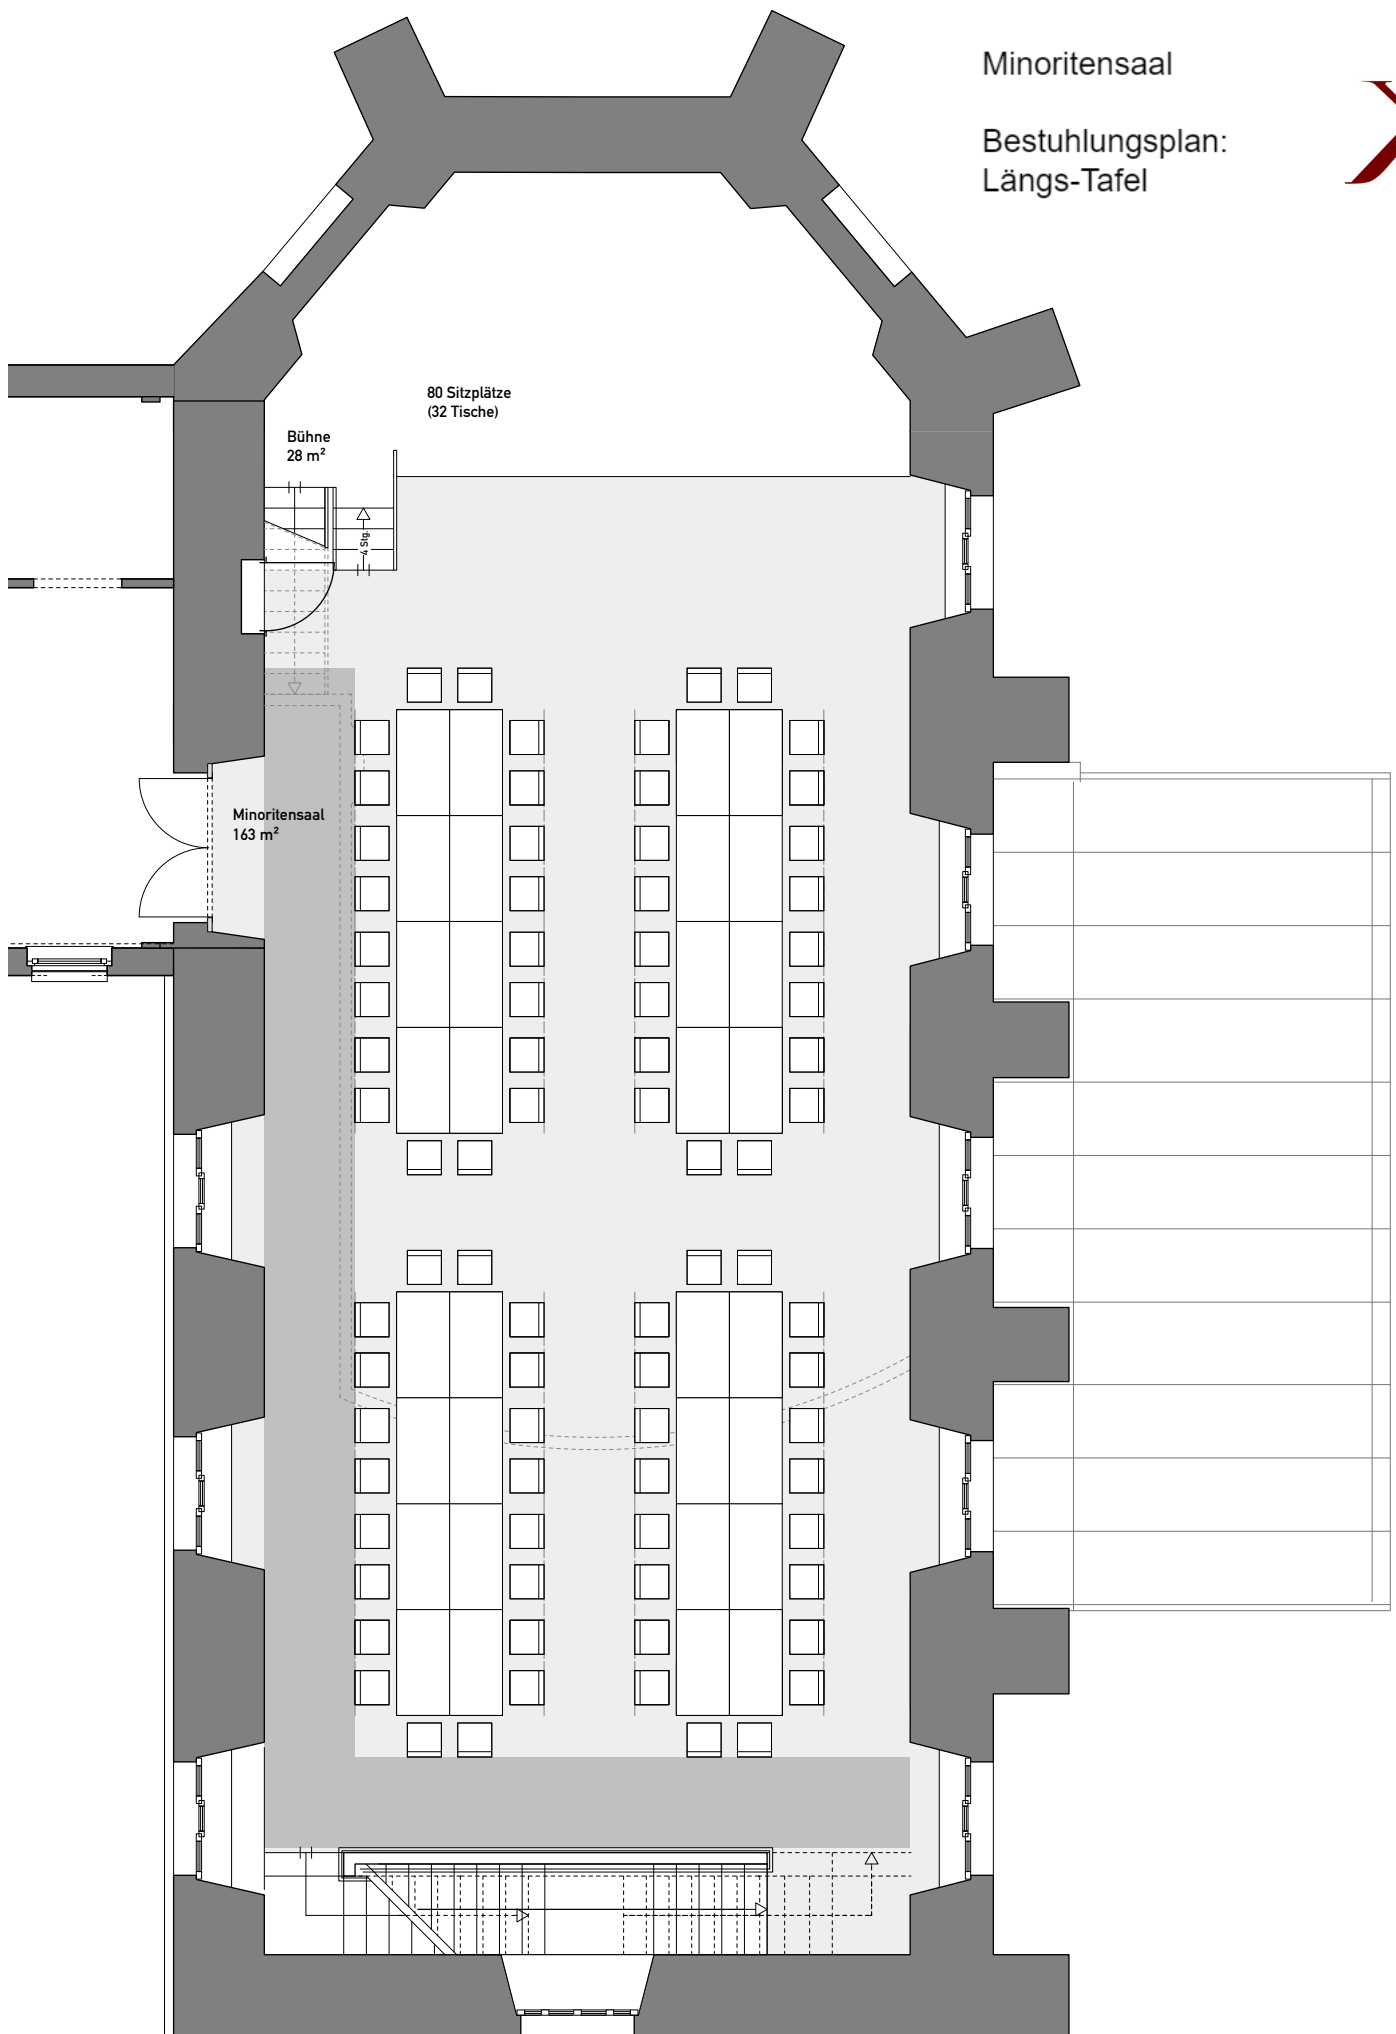 Minoritensaal
Bestuhlungsplan:
Längs-Tafel
80 Sitzplätze
(32 Tische)
Bühne
28 m²
4 Stg.
Minoritensaal
163 m²